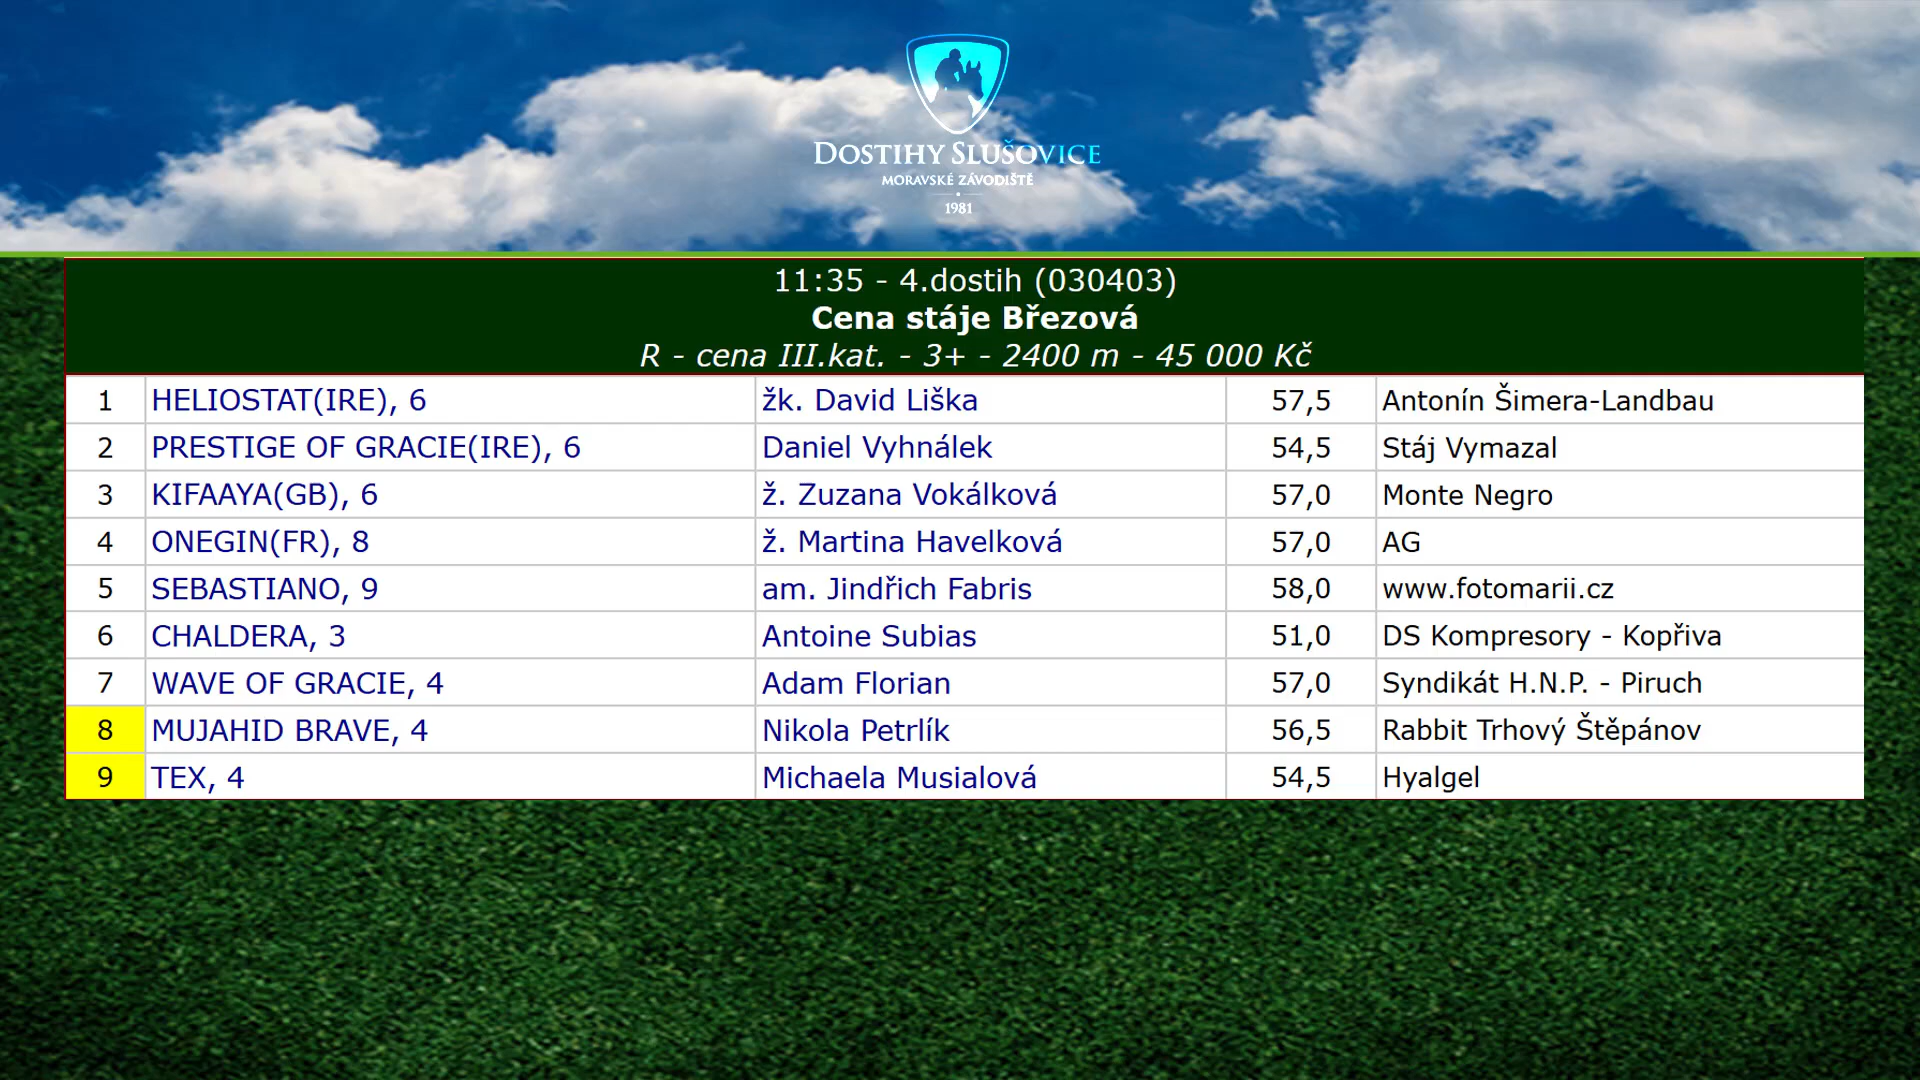 DOSTIHY SLUŠOVICE
MORAVSKÉ ZÁVODIŠTĚ
1981
11:35 - 4.dostih (030403)
Cena stáje Březová
R - cena III.kat. - 3+ - 2400 m - 45 000 Kč
1 HELIOSTAT(IRE), 6 žk. David Liška 57,5 Antonín Šimera-Landbau
2 PRESTIGE OF GRACIE(IRE), 6 Daniel Vyhnálek 54,5 Stáj Vymazal
3 KIFAAYA(GB), 6 ž. Zuzana Vokálková 57,0 Monte Negro
4 ONEGIN(FR), 8 ž. Martina Havelková 57,0 AG
5 SEBASTIANO, 9 am. Jindřich Fabris 58,0 www.fotomarii.cz
6 CHALDERA, 3 Antoine Subias 51,0 DS Kompresory - Kopřiva
7 WAVE OF GRACIE, 4 Adam Florian 57,0 Syndikát H.N.P. - Piruch
8 MUJAHID BRAVE, 4 Nikola Petrlík 56,5 Rabbit Trhový Štěpánov
9 TEX, 4 Michaela Musialová 54,5 Hyalgel